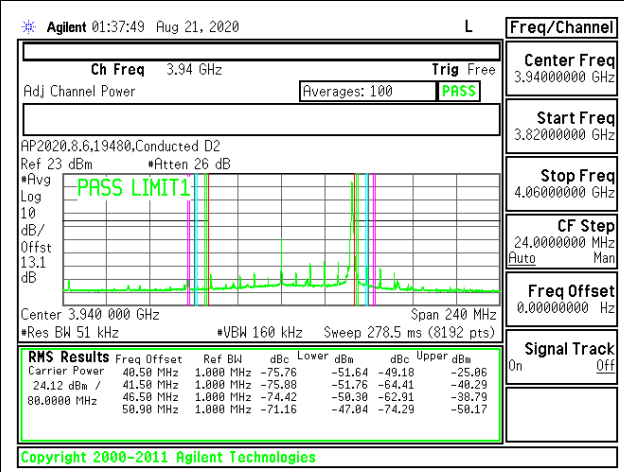 Agilent 01:37:49 Aug 21, 2020 L
Freq/Channel
Ch Freq 3.94 GHz Trig Free
Adj Channel Power Averages: 100 PASS
AP2020.8.6,19480,Conducted D2
Ref 23 dBm #Atten 26 dB
#Avg
Log
10
dB/
Offst
13.1
dB
PASS LIMIT1
Center 3.940 000 GHz Span 240 MHz
#Res BW 51 kHz #VBW 160 kHz Sweep 278.5 ms (8192 pts)
RMS Results Freq Offset Ref BW dBc Lower dBm dBc Upper dBm
Carrier Power 40.50 MHz 1.000 MHz -75.76 -51.64 -49.18 -25.06
24.12 dBm / 41.50 MHz 1.000 MHz -75.88 -51.76 -64.41 -40.29
80.0000 MHz 46.50 MHz 1.000 MHz -74.42 -50.30 -62.91 -38.79
50.90 MHz 1.000 MHz -71.16 -47.04 -74.29 -50.17
Center Freq
3.94000000 GHz
Start Freq
3.82000000 GHz
Stop Freq
4.06000000 GHz
CF Step
24.0000000 MHz
Auto Man
Freq Offset
0.00000000 Hz
Signal Track
On Off
Copyright 2000-2011 Agilent Technologies